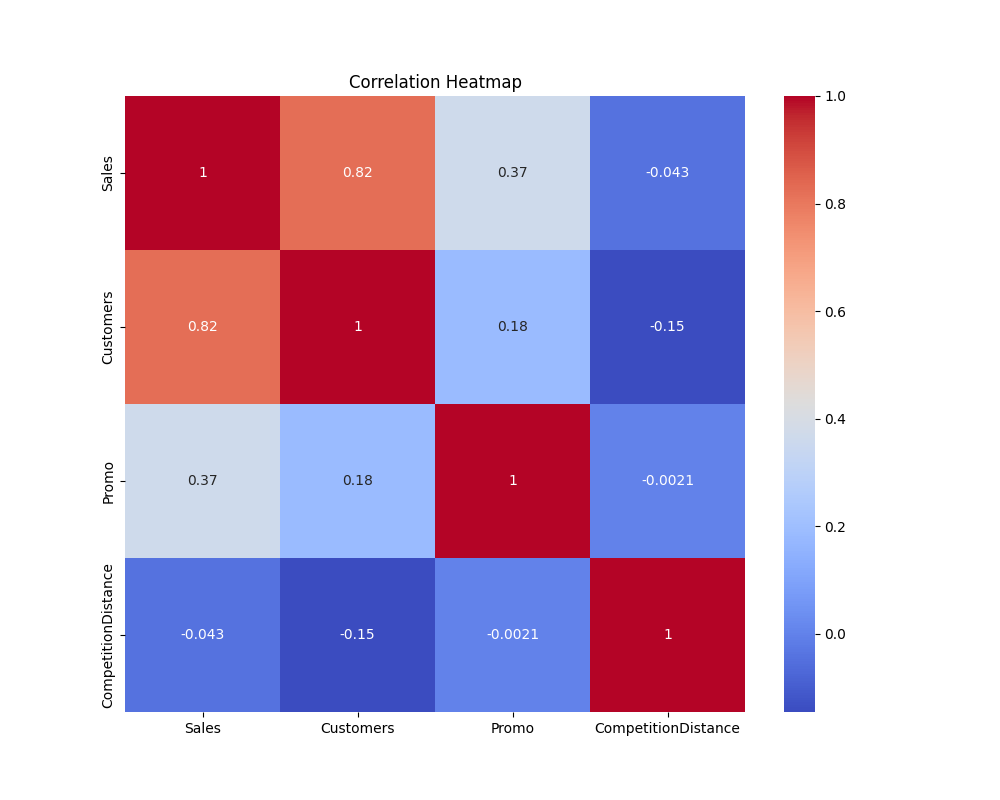 Correlation Heatmap
Sales 1 0.82 0.37 -0.043
Customers 0.82 1 0.18 -0.15
Promo 0.37 0.18 1 -0.0021
CompetitionDistance -0.043 -0.15 -0.0021 1
Sales Customers Promo CompetitionDistance
1.0
0.8
0.6
0.4
0.2
0.0